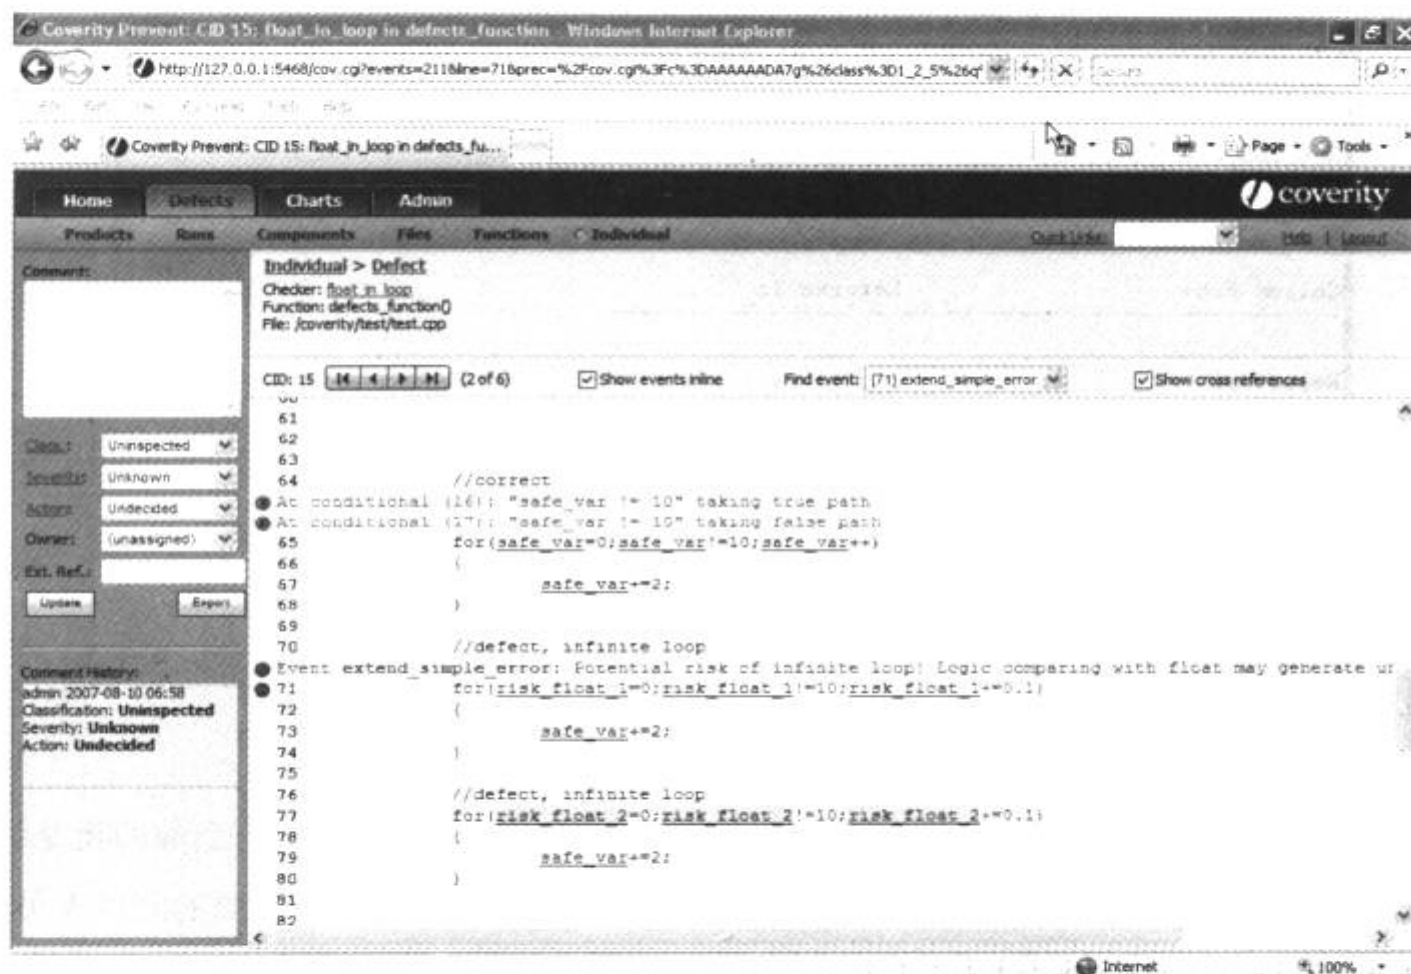 Coverity Prevent: CID 15: float_in_loop in defects_function Windows Internet Explorer
http://127.0.0.1:5468/cov.cgi?events=211&line=71&prec=%2Fcov.cgi%3Fc%3DAAAAAADA7g%26class%3D1_2_5%26q
Coverity Prevent: CID 15: float_in_loop in defects_fu...
Page
Tools
Home Defects Charts Admin
coverity
Products Runs Components Files Functions Individual
Quick Links: Help | Logout
Comment:
Individual > Defect
Checker: float_in_loop
Function: defects_function()
File: /coverity/test/test.cpp
CID: 15 (2 of 6) Show events inline Find event: [71] extend_simple_error Show cross references
60
61
62
63
64 //correct
At conditional (16): "safe_var != 10" taking true path
At conditional (17): "safe_var != 10" taking false path
65 for(safe_var=0;safe_var!=10;safe_var++)
66 {
67 safe_var+=2;
68 }
69
70 //defect, infinite loop
Event extend_simple_error: Potential risk of infinite loop! Logic comparing with float may generate ur
71 for(risk_float_1=0;risk_float_1!=10;risk_float_1+=0.1)
72 {
73 safe_var+=2;
74 }
75
76 //defect, infinite loop
77 for(risk_float_2=0;risk_float_2!=10;risk_float_2+=0.1)
78 {
79 safe_var+=2;
80 }
81
82
Class.: Uninspected
Severity: Unknown
Action: Undecided
Owner: (unassigned)
Ext. Ref.:
Update Export
Comment History:
admin 2007-08-10 06:58
Classification: Uninspected
Severity: Unknown
Action: Undecided
Internet 100%